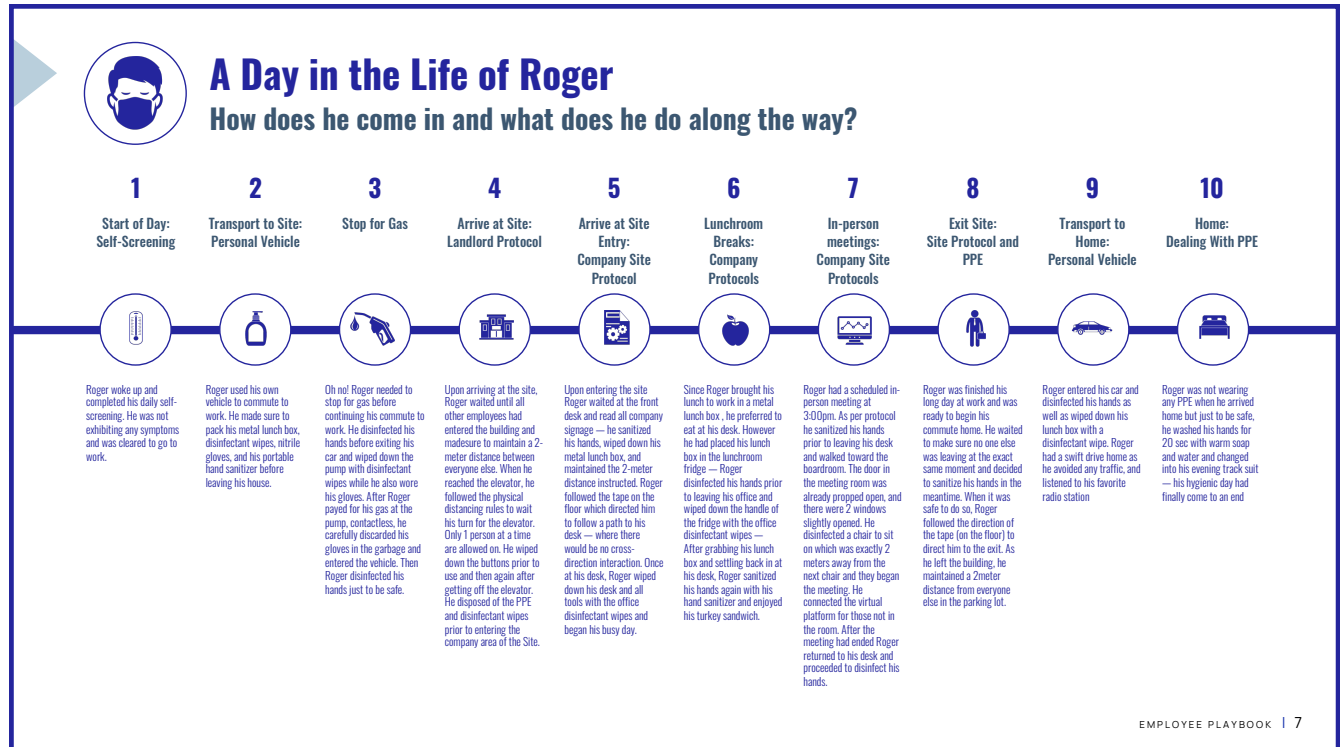 A Day in the Life of Roger
How does he come in and what does he do along the way?
1
Start of Day:
Self-Screening
Roger woke up and
completed his daily self-
screening. He was not
exhibiting any symptoms
and was cleared to go to
work.
2
Transport to Site:
Personal Vehicle
Roger used his own
vehicle to commute to
work. He made sure to
pack his metal lunch box,
disinfectant wipes, nitrile
gloves, and his portable
hand sanitizer before
leaving his house.
3
Stop for Gas
Oh no! Roger needed to
stop for gas before
continuing his commute to
work. He disinfected his
hands before exiting his
car and wiped down the
pump with disinfectant
wipes while he also wore
his gloves. After Roger
payed for his gas at the
pump, contactless, he
carefully discarded his
gloves in the garbage and
entered the vehicle. Then
Roger disinfected his
hands just to be safe.
4
Arrive at Site:
Landlord Protocol
Upon arriving at the site,
Roger waited until all
other employees had
entered the building and
madesure to maintain a 2-
meter distance between
everyone else. When he
reached the elevator, he
followed the physical
distancing rules to wait
his turn for the elevator.
Only 1 person at a time
are allowed on. He wiped
down the buttons prior to
use and then again after
getting off the elevator.
He disposed of the PPE
and disinfectant wipes
prior to entering the
company area of the Site.
5
Arrive at Site
Entry:
Company Site
Protocol
Upon entering the site
Roger waited at the front
desk and read all company
signage — he sanitized
his hands, wiped down his
metal lunch box, and
maintained the 2-meter
distance instructed. Roger
followed the tape on the
floor which directed him
to follow a path to his
desk — where there
would be no cross-
direction interaction. Once
at his desk, Roger wiped
down his desk and all
tools with the office
disinfectant wipes and
began his busy day.
6
Lunchroom
Breaks:
Company
Protocols
Since Roger brought his
lunch to work in a metal
lunch box , he preferred to
eat at his desk. However
he had placed his lunch
box in the lunchroom
fridge — Roger
disinfected his hands prior
to leaving his office and
wiped down the handle of
the fridge with the office
disinfectant wipes —
After grabbing his lunch
box and settling back in at
his desk, Roger sanitized
his hands again with his
hand sanitizer and enjoyed
his turkey sandwich.
7
In-person
meetings:
Company Site
Protocols
Roger had a scheduled in-
person meeting at
3:00pm. As per protocol
he sanitized his hands
prior to leaving his desk
and walked toward the
boardroom. The door in
the meeting room was
already propped open, and
there were 2 windows
slightly opened. He
disinfected a chair to sit
on which was exactly 2
meters away from the
next chair and they began
the meeting. He
connected the virtual
platform for those not in
the room. After the
meeting had ended Roger
returned to his desk and
proceeded to disinfect his
hands.
8
Exit Site:
Site Protocol and
PPE
Roger was finished his
long day at work and was
ready to begin his
commute home. He waited
to make sure no one else
was leaving at the exact
same moment and decided
to sanitize his hands in the
meantime. When it was
safe to do so, Roger
followed the direction of
the tape (on the floor) to
direct him to the exit. As
he left the building, he
maintained a 2meter
distance from everyone
else in the parking lot.
9
Transport to
Home:
Personal Vehicle
Roger entered his car and
disinfected his hands as
well as wiped down his
lunch box with a
disinfectant wipe. Roger
had a swift drive home as
he avoided any traffic, and
listened to his favorite
radio station
10
Home:
Dealing With PPE
Roger was not wearing
any PPE when he arrived
home but just to be safe,
he washed his hands for
20 sec with warm soap
and water and changed
into his evening track suit
— his hygienic day had
finally come to an end
EMPLOYEE PLAYBOOK | 7